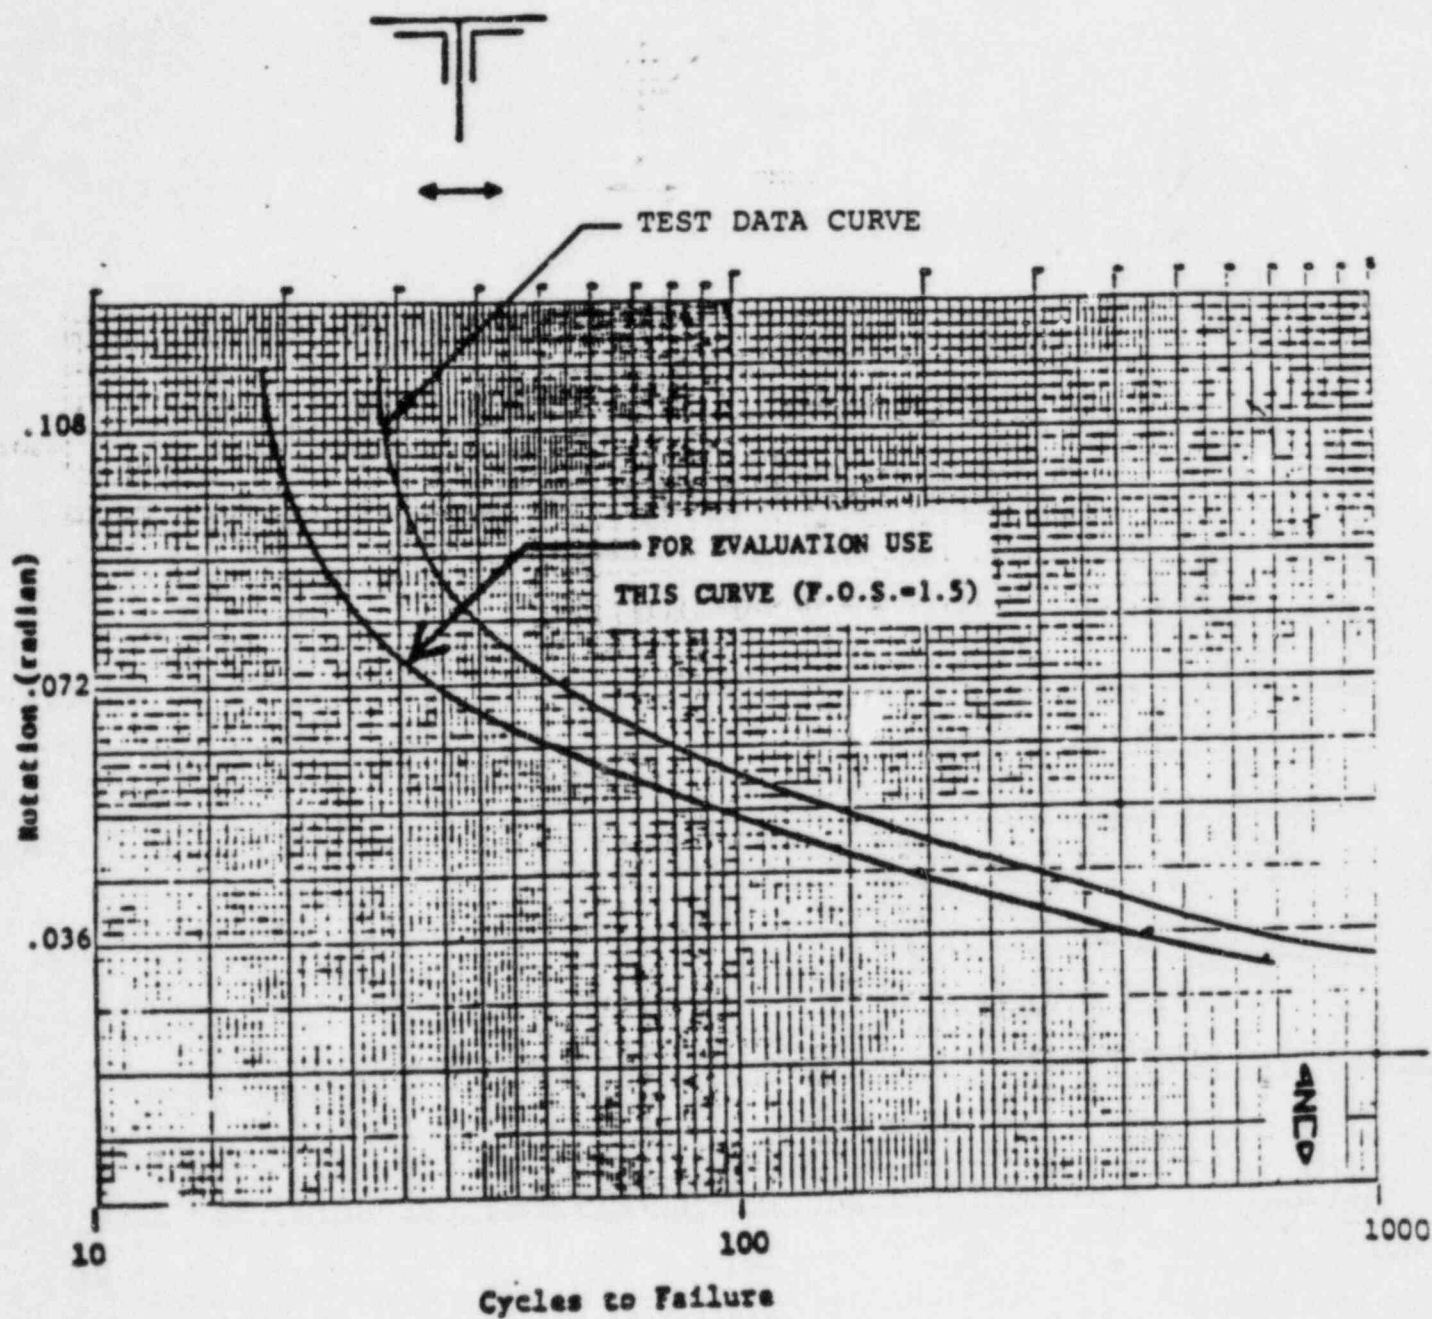 TEST DATA CURVE
.108
FOR EVALUATION USE
THIS CURVE (F.O.S.=1.5)
.072
Rotation.(radian)
.036
ANCO
10
100
1000
Cycles to Failure